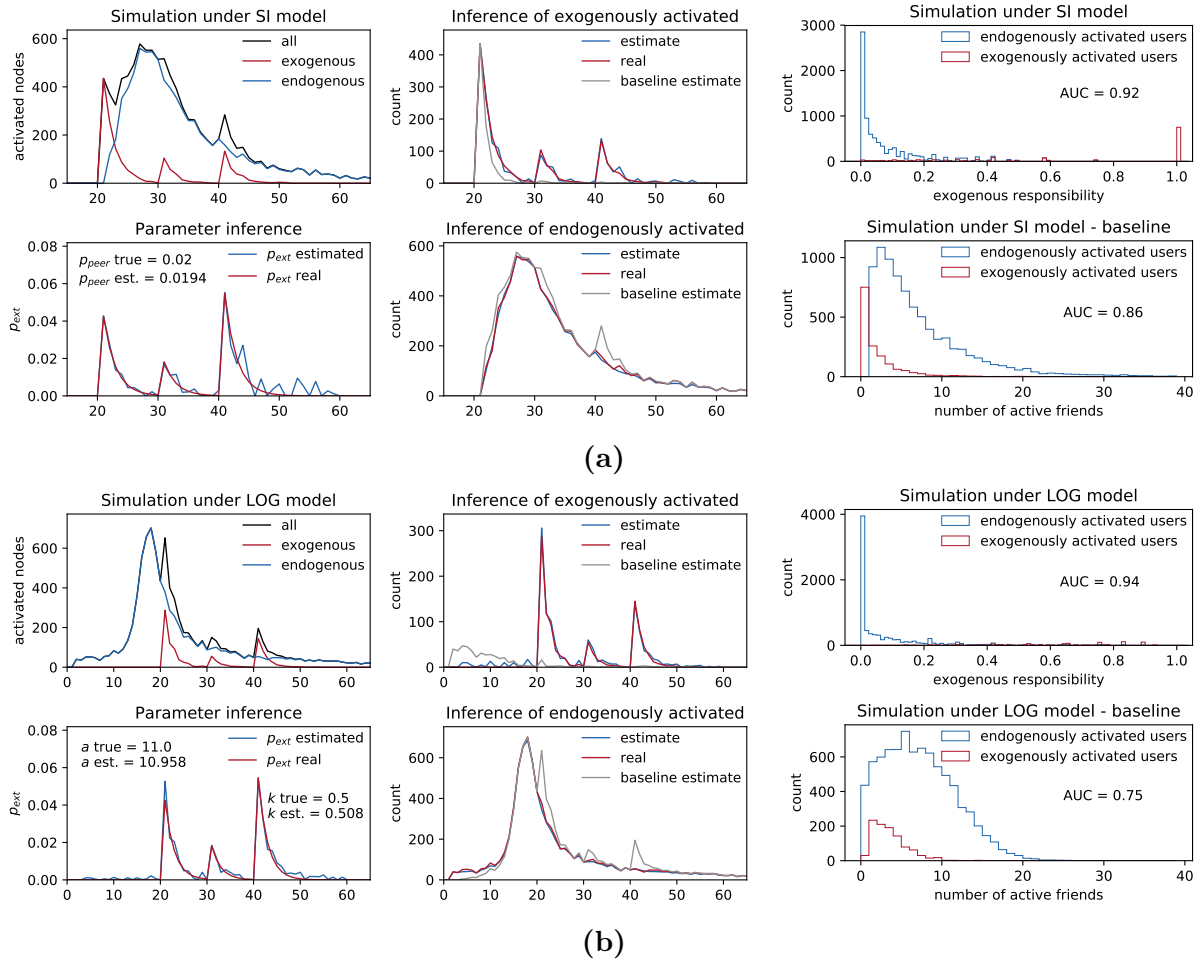 Simulation under SI model
activated nodes
600
400
200
0
20
30
40
50
60
all
exogenous
endogenous
Inference of exogenously activated
count
400
300
200
100
0
20
30
40
50
60
estimate
real
baseline estimate
Simulation under SI model
count
3000
2000
1000
0
0.0
0.2
0.4
0.6
0.8
1.0
exogenous responsibility
endogenously activated users
exogenously activated users
AUC = 0.92
Parameter inference
p_ext
0.08
0.06
0.04
0.02
0.00
20
30
40
50
60
p_peer true = 0.02
p_peer est. = 0.0194
p_ext estimated
p_ext real
Inference of endogenously activated
count
600
400
200
0
20
30
40
50
60
estimate
real
baseline estimate
Simulation under SI model - baseline
count
1000
500
0
0
10
20
30
40
number of active friends
endogenously activated users
exogenously activated users
AUC = 0.86
(a)
Simulation under LOG model
activated nodes
600
400
200
0
0
10
20
30
40
50
60
all
exogenous
endogenous
Inference of exogenously activated
count
300
200
100
0
0
10
20
30
40
50
60
estimate
real
baseline estimate
Simulation under LOG model
count
4000
2000
0
0.0
0.2
0.4
0.6
0.8
1.0
exogenous responsibility
endogenously activated users
exogenously activated users
AUC = 0.94
Parameter inference
p_ext
0.08
0.06
0.04
0.02
0.00
0
10
20
30
40
50
60
a true = 11.0
a est. = 10.958
p_ext estimated
p_ext real
k true = 0.5
k est. = 0.508
Inference of endogenously activated
count
600
400
200
0
0
10
20
30
40
50
60
estimate
real
baseline estimate
Simulation under LOG model - baseline
count
600
400
200
0
0
10
20
30
40
number of active friends
endogenously activated users
exogenously activated users
AUC = 0.75
(b)